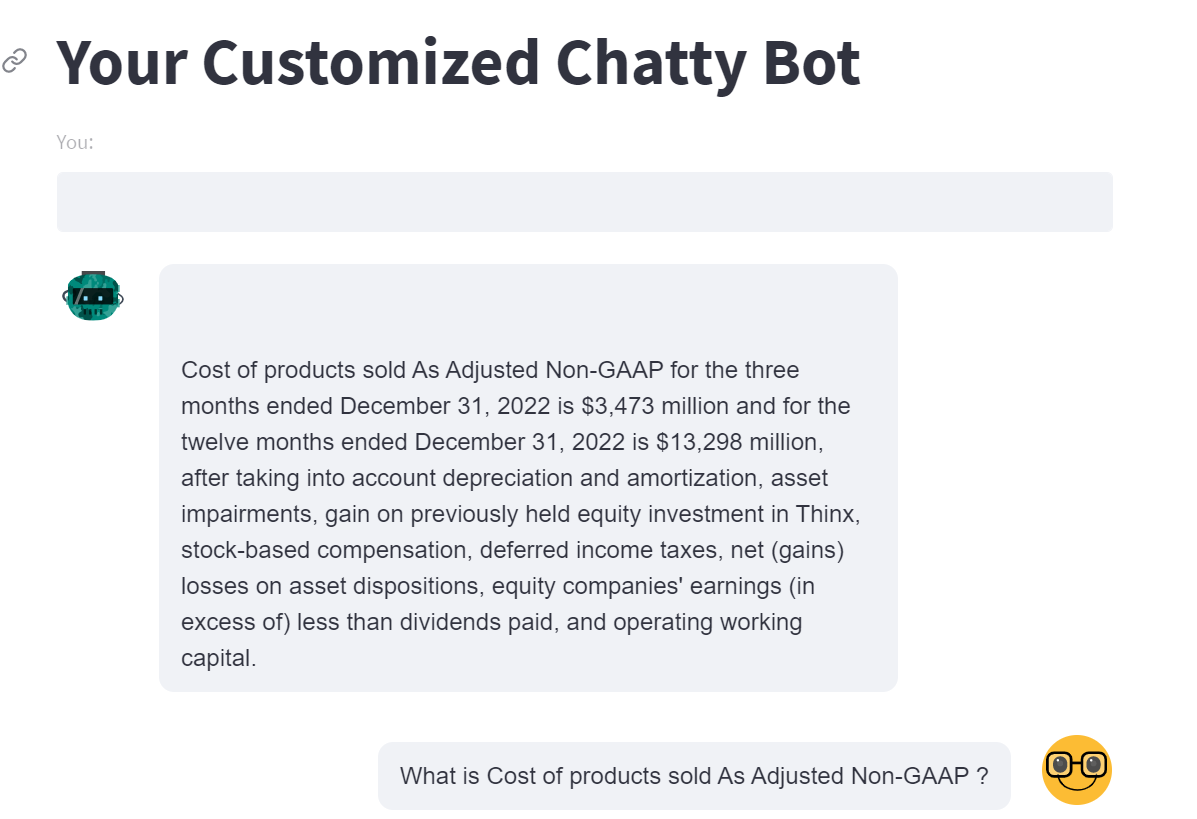 Your Customized Chatty Bot
You:
Cost of products sold As Adjusted Non-GAAP for the three
months ended December 31, 2022 is $3,473 million and for the
twelve months ended December 31, 2022 is $13,298 million,
after taking into account depreciation and amortization, asset
impairments, gain on previously held equity investment in Thinx,
stock-based compensation, deferred income taxes, net (gains)
losses on asset dispositions, equity companies' earnings (in
excess of) less than dividends paid, and operating working
capital.
What is Cost of products sold As Adjusted Non-GAAP ?